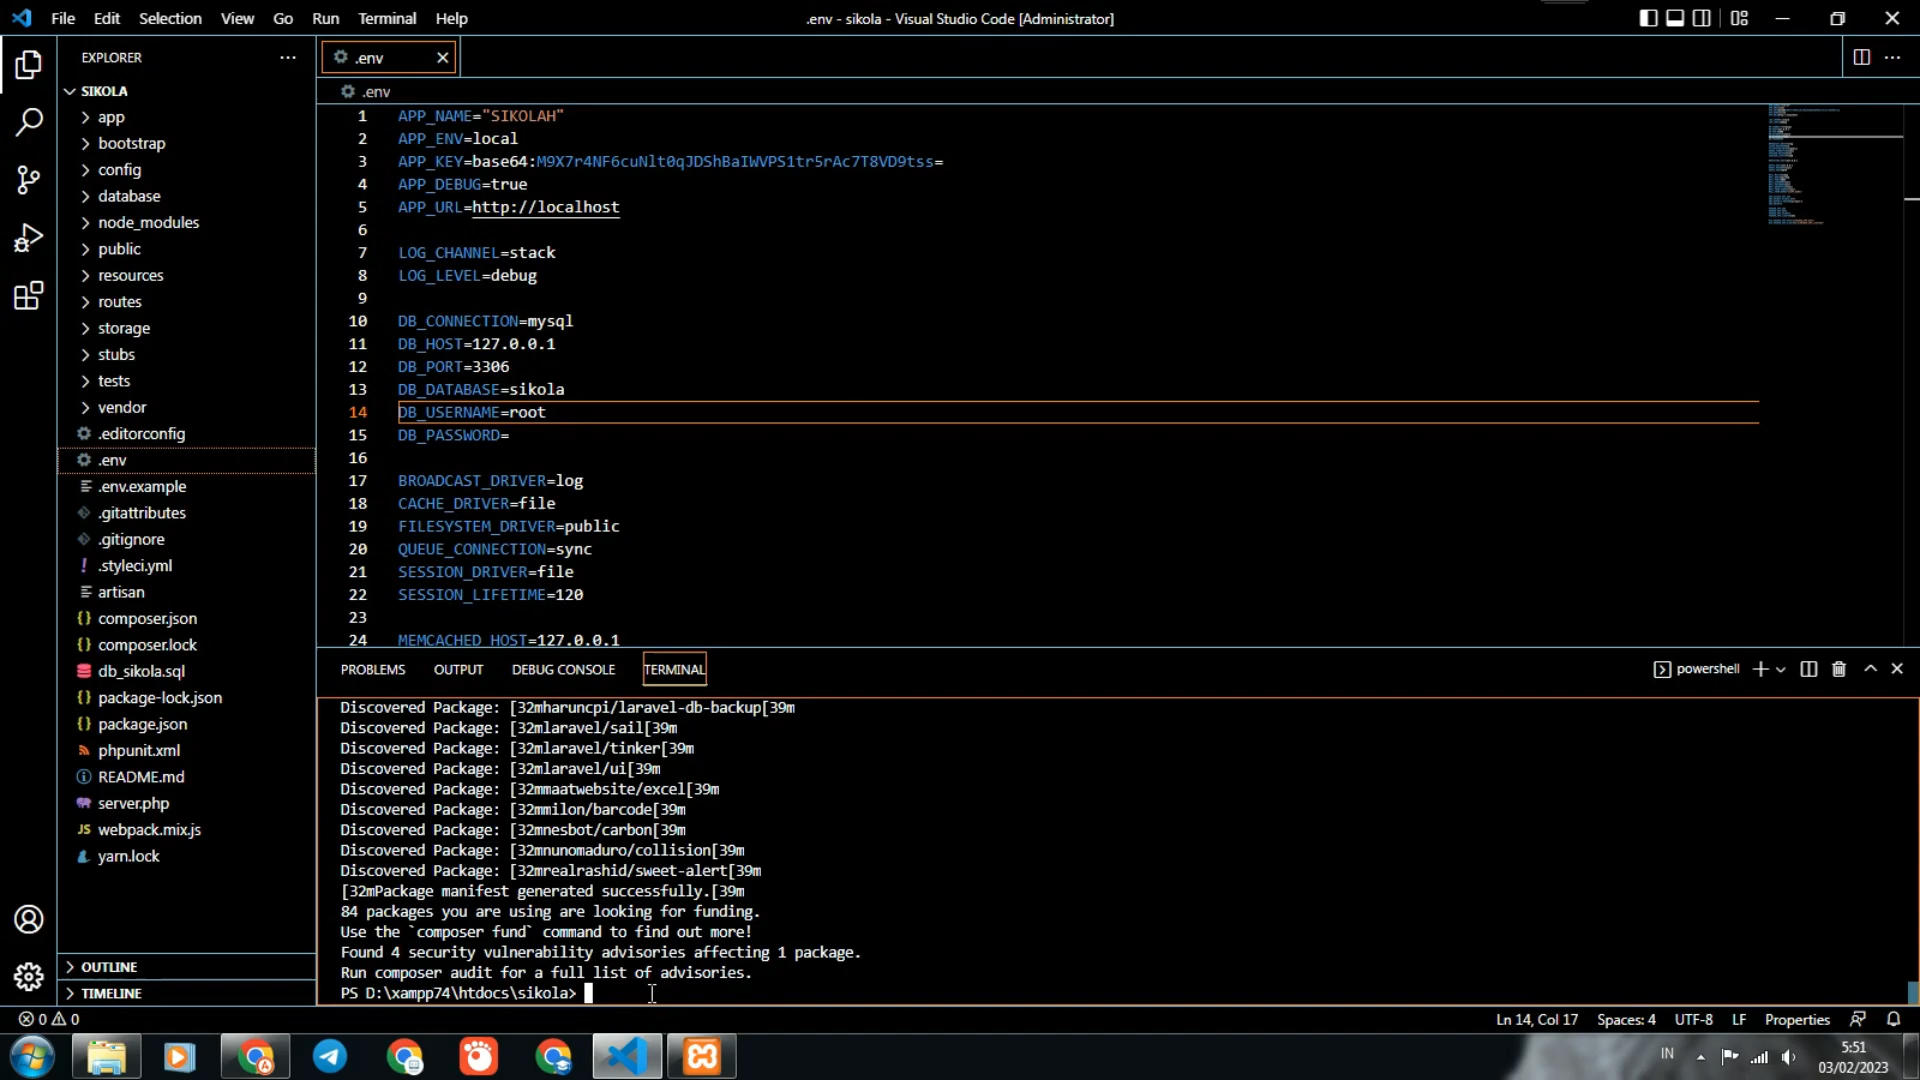 File Edit Selection View Go Run Terminal Help
.env - sikola - Visual Studio Code [Administrator]
EXPLORER
SIKOLA
app
bootstrap
config
database
node_modules
public
resources
routes
storage
stubs
tests
vendor
.editorconfig
.env
.env.example
.gitattributes
.gitignore
.styleci.yml
artisan
composer.json
composer.lock
db_sikola.sql
package-lock.json
package.json
phpunit.xml
README.md
server.php
webpack.mix.js
yarn.lock
OUTLINE
TIMELINE
.env
.env
1 APP_NAME="SIKOLAH"
2 APP_ENV=local
3 APP_KEY=base64:M9X7r4NF6cuNlt0qJDShBaIWVPS1tr5rAc7T8VD9tss=
4 APP_DEBUG=true
5 APP_URL=http://localhost
6
7 LOG_CHANNEL=stack
8 LOG_LEVEL=debug
9
10 DB_CONNECTION=mysql
11 DB_HOST=127.0.0.1
12 DB_PORT=3306
13 DB_DATABASE=sikola
14 DB_USERNAME=root
15 DB_PASSWORD=
16
17 BROADCAST_DRIVER=log
18 CACHE_DRIVER=file
19 FILESYSTEM_DRIVER=public
20 QUEUE_CONNECTION=sync
21 SESSION_DRIVER=file
22 SESSION_LIFETIME=120
23
24 MEMCACHED_HOST=127.0.0.1
PROBLEMS OUTPUT DEBUG CONSOLE TERMINAL
powershell
Discovered Package: [32mharuncpi/laravel-db-backup[39m
Discovered Package: [32mlaravel/sail[39m
Discovered Package: [32mlaravel/tinker[39m
Discovered Package: [32mlaravel/ui[39m
Discovered Package: [32mmaatwebsite/excel[39m
Discovered Package: [32mmilon/barcode[39m
Discovered Package: [32mnesbot/carbon[39m
Discovered Package: [32mnunomaduro/collision[39m
Discovered Package: [32mrealrashid/sweet-alert[39m
[32mPackage manifest generated successfully.[39m
84 packages you are using are looking for funding.
Use the `composer fund` command to find out more!
Found 4 security vulnerability advisories affecting 1 package.
Run composer audit for a full list of advisories.
PS D:\xampp74\htdocs\sikola>
0 0
Ln 14, Col 17 Spaces: 4 UTF-8 LF Properties
IN
5:51
03/02/2023